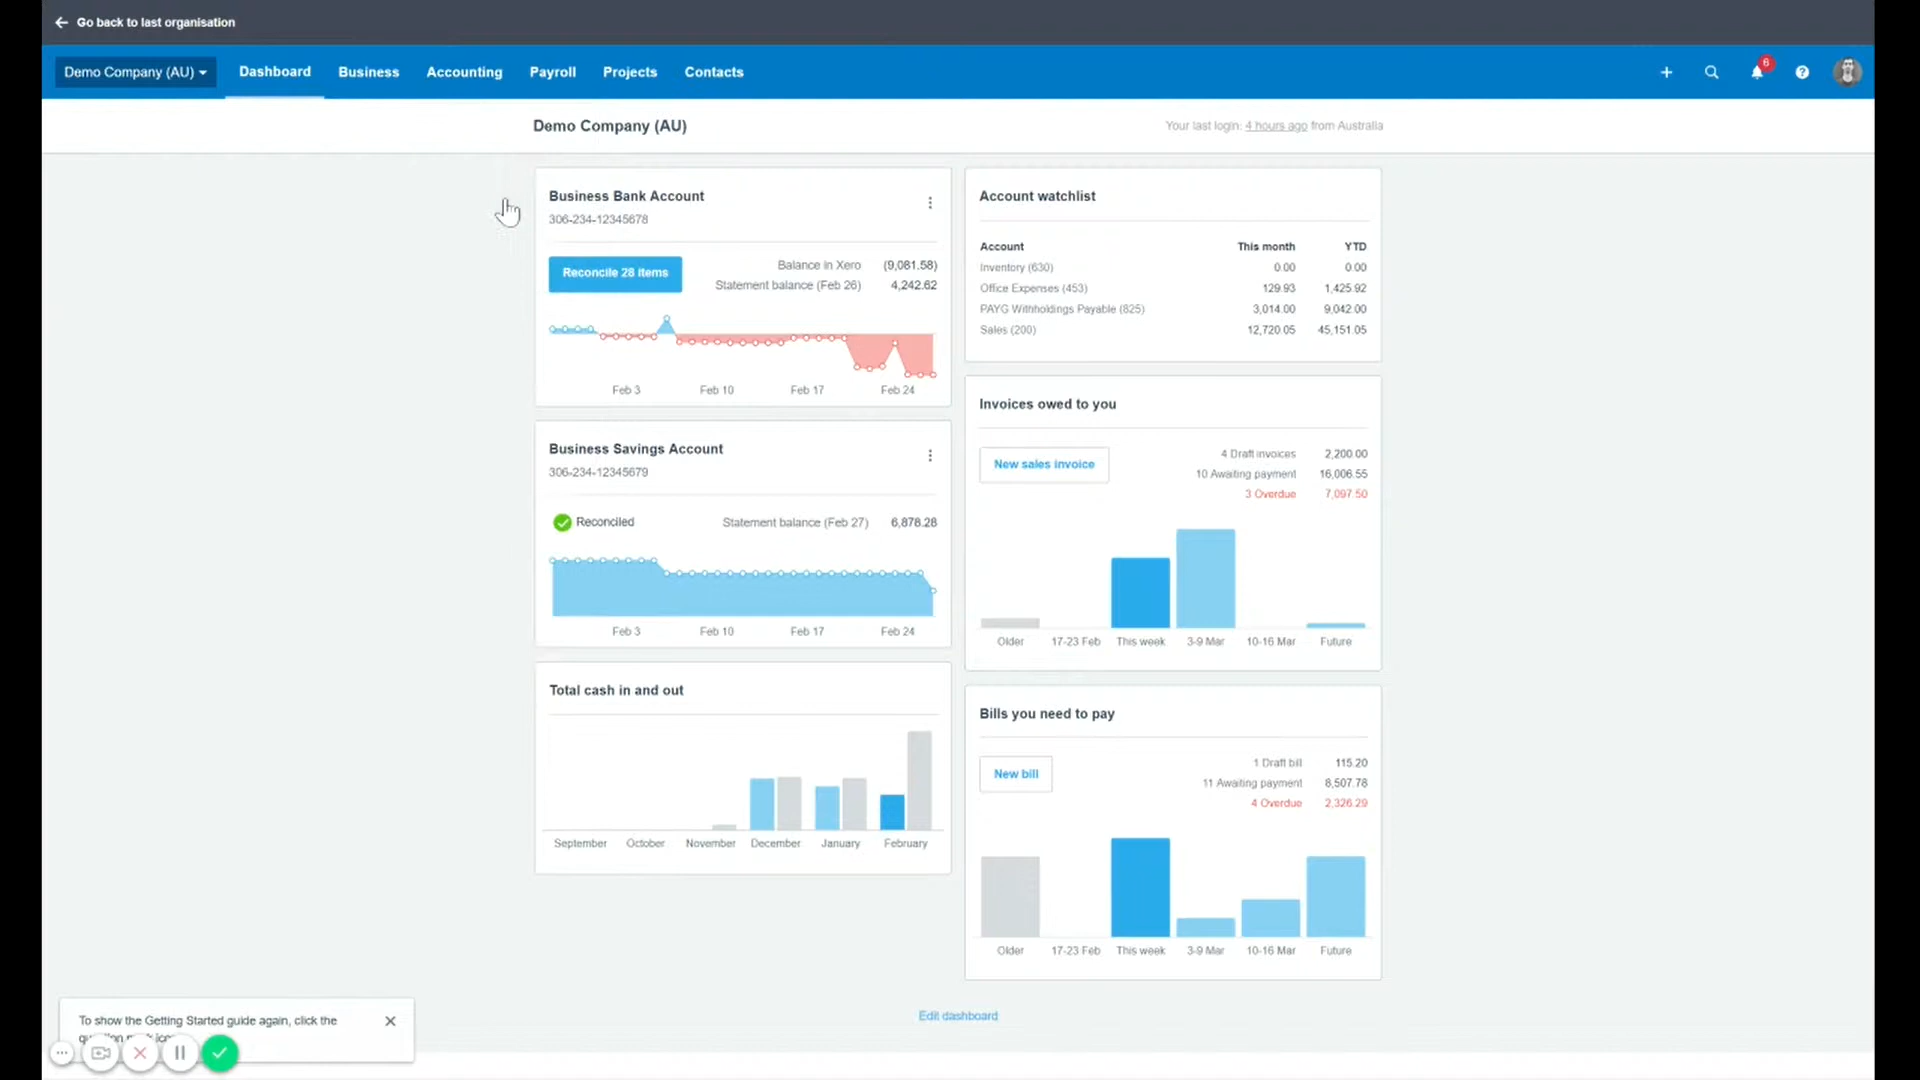 Go back to last organisation
Demo Company (AU) Dashboard Business Accounting Payroll Projects Contacts 6
Demo Company (AU)
Your last login: 4 hours ago from Australia
Business Bank Account
306-234-12345678
Reconcile 28 items
Balance in Xero (9,081.58)
Statement balance (Feb 26) 4,242.62
Feb 3 Feb 10 Feb 17 Feb 24
Business Savings Account
306-234-12345679
Reconciled
Statement balance (Feb 27) 6,878.28
Feb 3 Feb 10 Feb 17 Feb 24
Total cash in and out
September October November December January February
Account watchlist
Account This month YTD
Inventory (630) 0.00 0.00
Office Expenses (453) 129.93 1,425.92
PAYG Withholdings Payable (825) 3,014.00 9,042.00
Sales (200) 12,720.05 45,151.05
Invoices owed to you
New sales invoice
4 Draft invoices 2,200.00
10 Awaiting payment 16,006.55
3 Overdue 7,097.50
Older 17-23 Feb This week 3-9 Mar 10-16 Mar Future
Bills you need to pay
New bill
1 Draft bill 115.20
11 Awaiting payment 8,507.78
4 Overdue 2,326.29
Older 17-23 Feb This week 3-9 Mar 10-16 Mar Future
Edit dashboard
To show the Getting Started guide again, click the